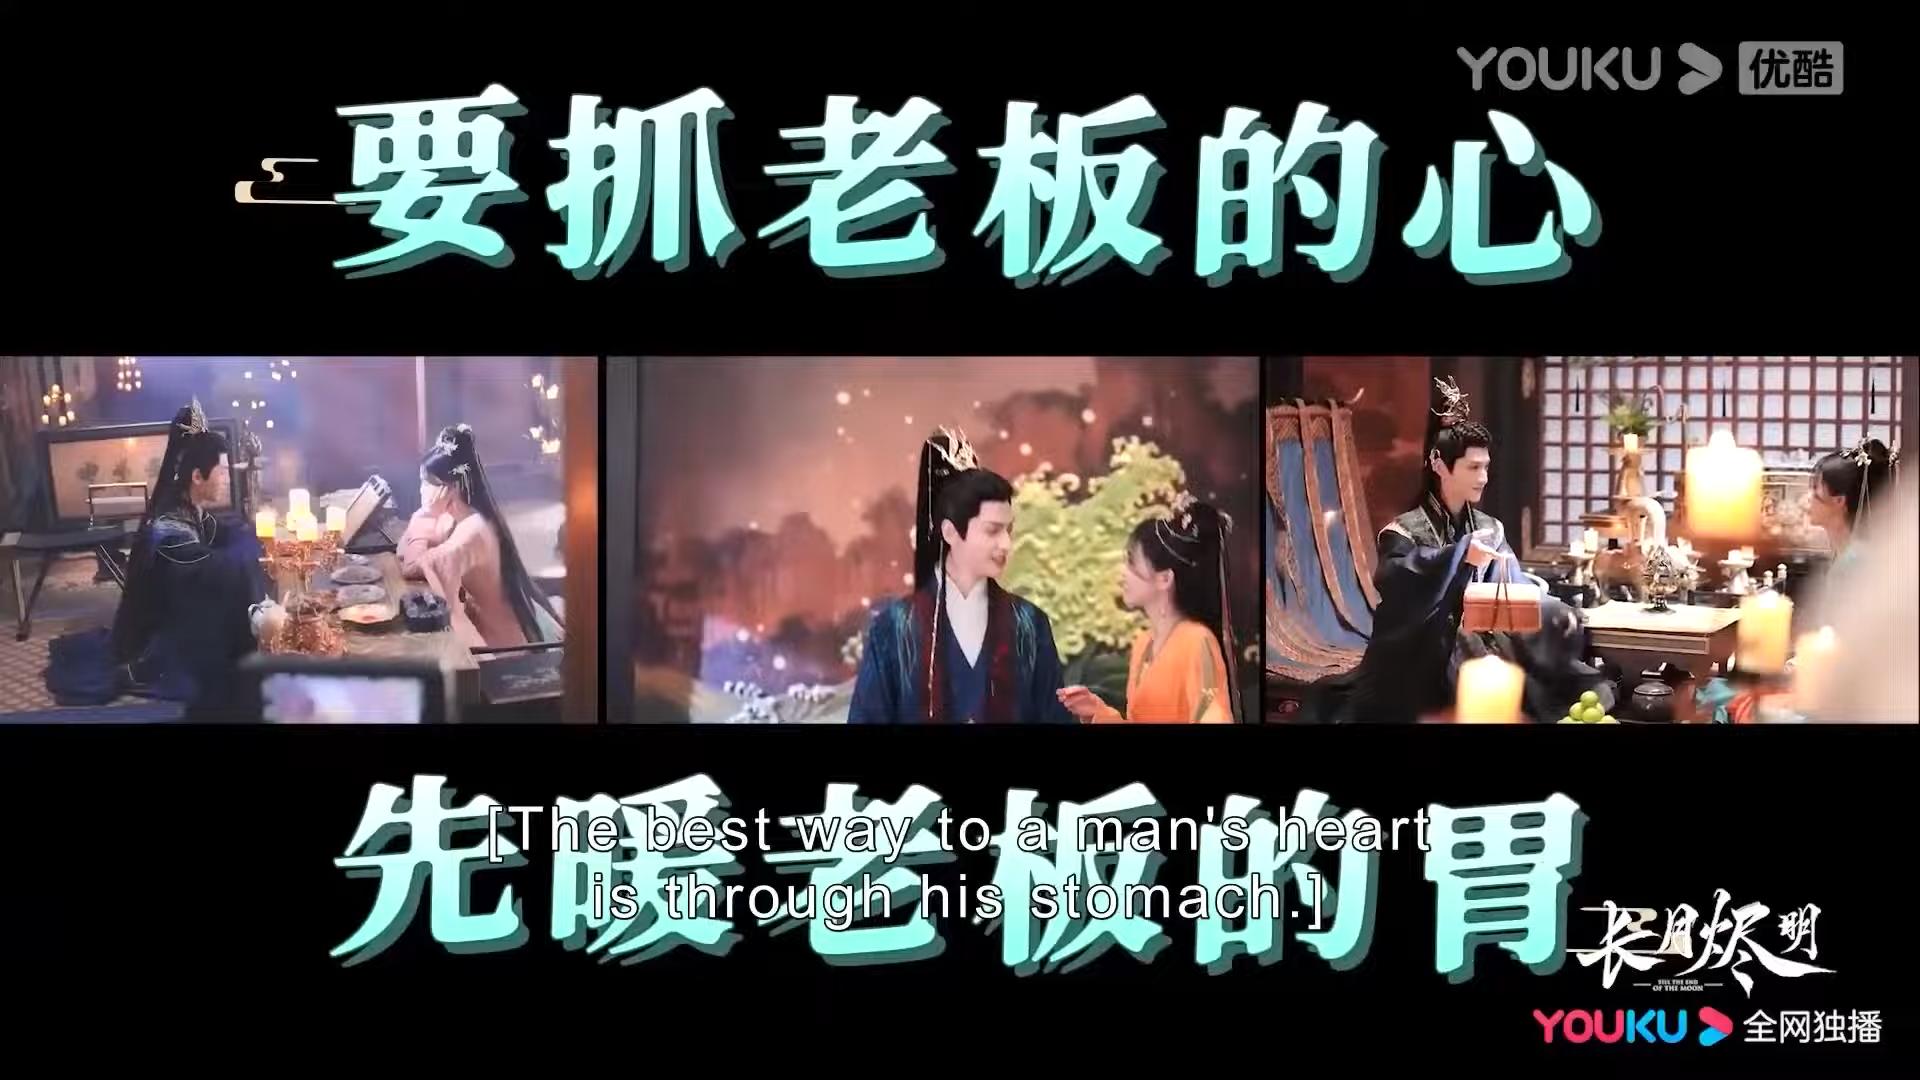 YOUKU 优酷
要抓老板的心
先暖老板的胃
[The best way to a man's heart
is through his stomach.]
长月烬明
TILL THE END
OF THE MOON
YOUKU 全网独播